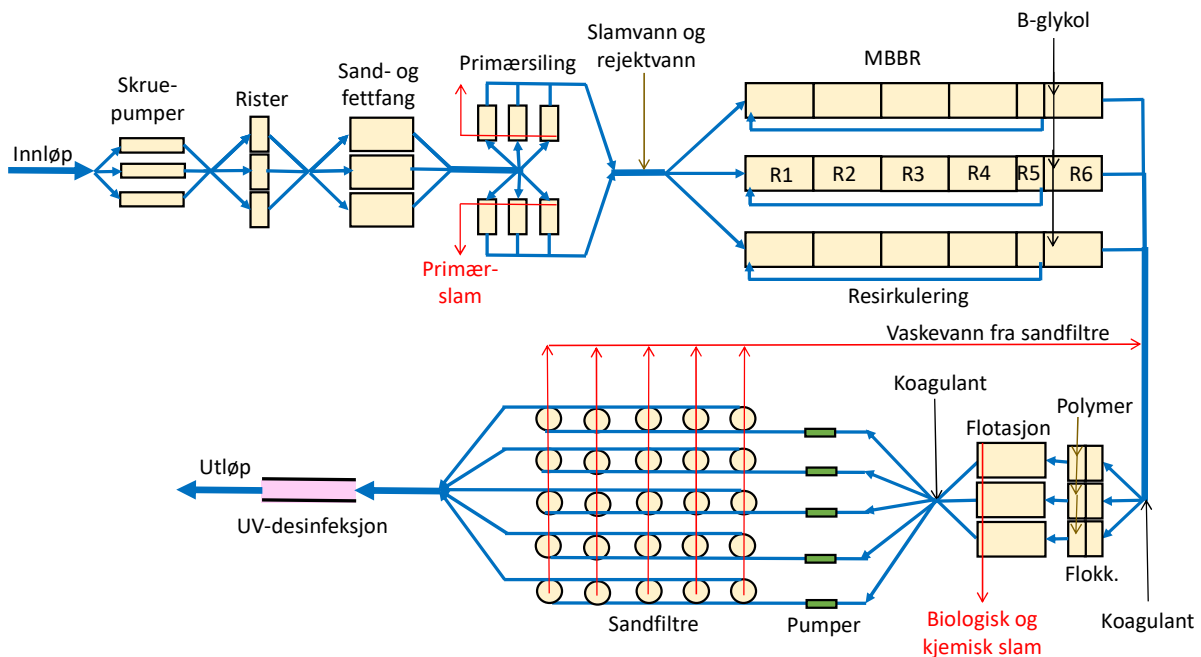 B-glykol
Slamvann og
rejektvann
MBBR
Primærsiling
Sand- og
fettfang
Skrue-
pumper
Rister
Innløp
R1
R2
R3
R4
R5
R6
Primær-
slam
Resirkulering
Vaskevann fra sandfiltre
Koagulant
Polymer
Flotasjon
Utløp
UV-desinfeksjon
Flokk.
Sandfiltre
Pumper
Biologisk og
kjemisk slam
Koagulant